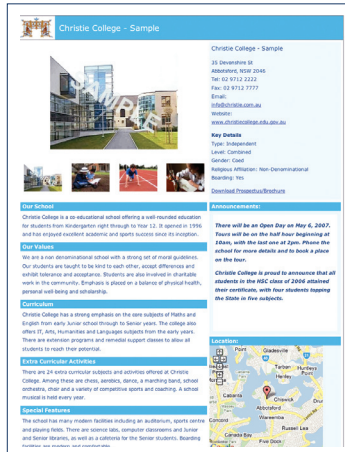 Christie College - Sample
SAMPLE
Christie College - Sample
35 Devonshire St
Abbotsford, NSW 2046
Tel: 02 9712 2222
Fax: 02 9712 7777
Email:
info@christie.com.au
Website:
www.christiecollege.edu.gov.au
Key Details
Type: Independent
Level: Combined
Gender: Coed
Religious Affiliation: Non-Denominational
Boarding: Yes
Download Prospectus/Brochure
Our School
Christie College is a co-educational school offering a well-rounded education
for students from Kindergarten right through to Year 12. It opened in 1996
and has enjoyed excellent academic and sports success since its inception.
Our Values
We are a non denominational school with a strong set of moral guidelines.
Our students are taught to be kind to each other, accept differences and
exhibit tolerance and acceptance. Students are also involved in charitable
work in the community. Emphasis is placed on a balance of physical health,
personal well-being and scholarship.
Curriculum
Christie College has a strong emphasis on the core subjects of Maths and
English from early Junior school through to Senior years. The college also
offers IT, Arts, Humanities and Languages subjects from the early years.
There are extension programs and remedial support classes to allow all
students to reach their potential.
Extra Curricular Activities
There are 24 extra curricular subjects and activities offered at Christie
College. Among these are chess, aerobics, dance, a marching band, school
orchestra, choir and a variety of competitive sports and coaching. A school
musical is held every year.
Special Features
The school has many modern facilities including an auditorium, sports centre
and playing fields. There are science labs, computer classrooms and Junior
and Senior libraries, as well as a cafeteria for the Senior students. Boarding
facilities are modern and comfortable.
Announcements:
There will be an Open Day on May 6, 2007.
Tours will be on the half hour beginning at
10am, with the last one at 2pm. Phone the
school for more details and to book a place
on the tour.
Christie College is proud to announce that all
students in the HSC class of 2006 attained
their certificate, with four students topping
the State in five subjects.
Location:
Point
Gladesville
Tarban
Huntleys
Point
Henley
Cabarita
Chiswick
Drum
Abbotsford
Wareemba
Russell Lea
Canada Bay
Five Dock